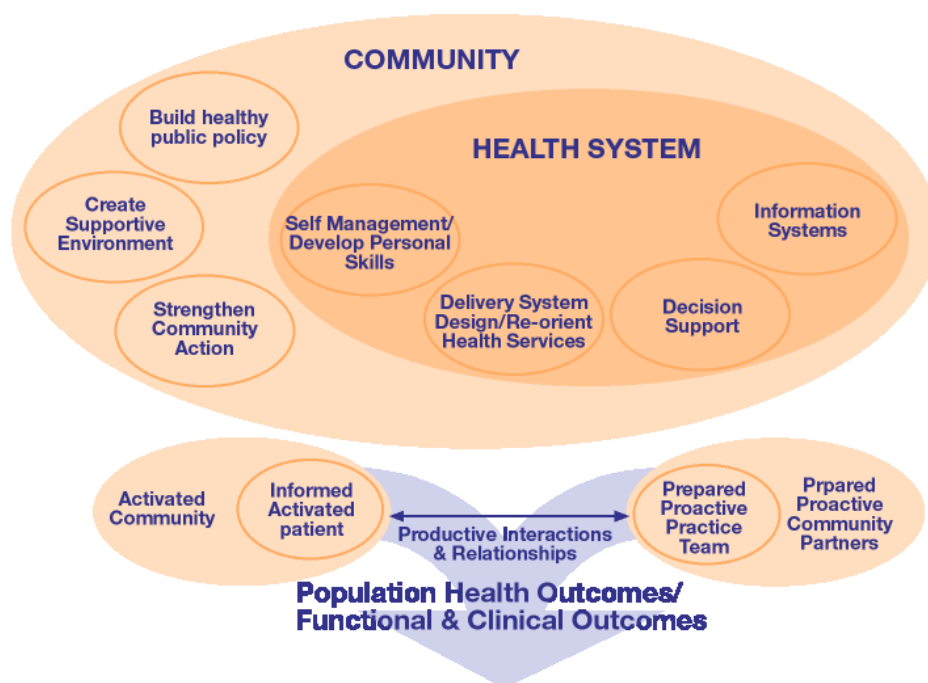 COMMUNITY
Build healthy
public policy
HEALTH SYSTEM
Create
Supportive
Environment
Self Management/
Develop Personal
Skills
Information
Systems
Strengthen
Community
Action
Delivery System
Design/Re-orient
Health Services
Decision
Support
Activated
Community
Informed
Activated
patient
Productive Interactions
& Relationships
Prepared
Proactive
Practice
Team
Prpared
Proactive
Community
Partners
Population Health Outcomes/
Functional & Clinical Outcomes